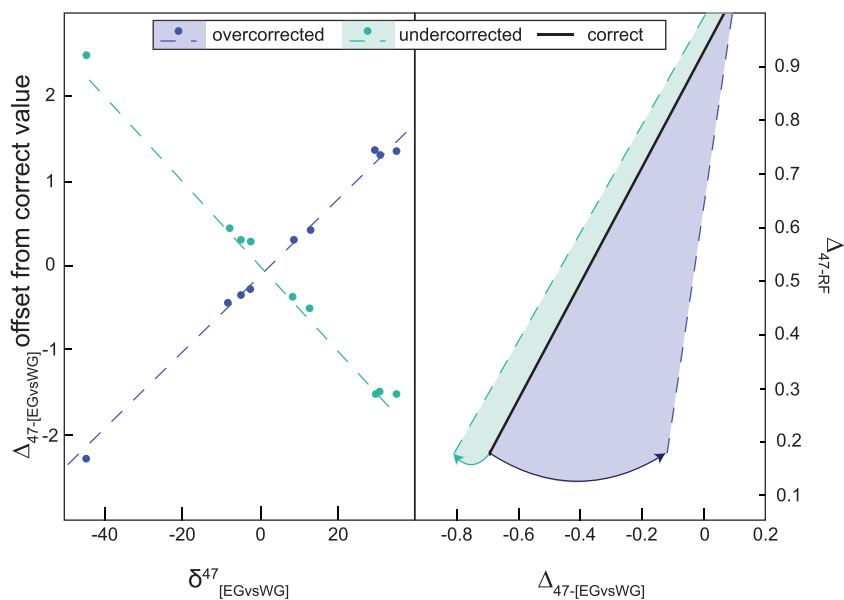 overcorrected undercorrected correct
Δ47-[EGvsWG] offset from correct value
2
1
0
-1
-2
-40 -20 0 20
δ47[EGvsWG]
0.9
0.8
0.7
0.6
0.5
0.4
0.3
0.2
0.1
Δ47-RF
-0.8 -0.6 -0.4 -0.2 0 0.2
Δ47-[EGvsWG]